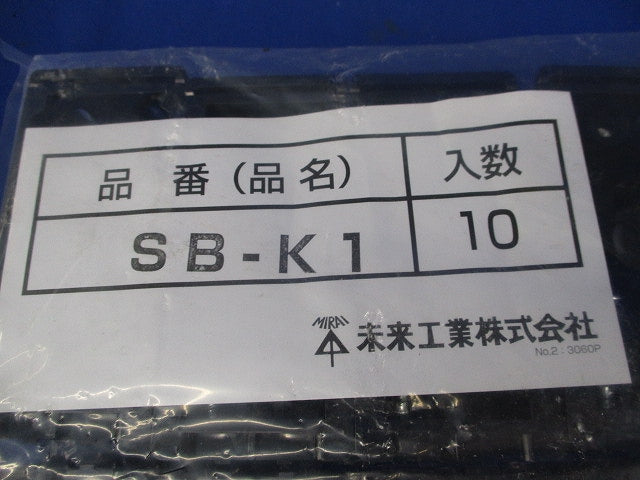 品 番（品 名） 入数
SB-K1 10
MIRAI 未来工業株式会社
No.2 : 3060P